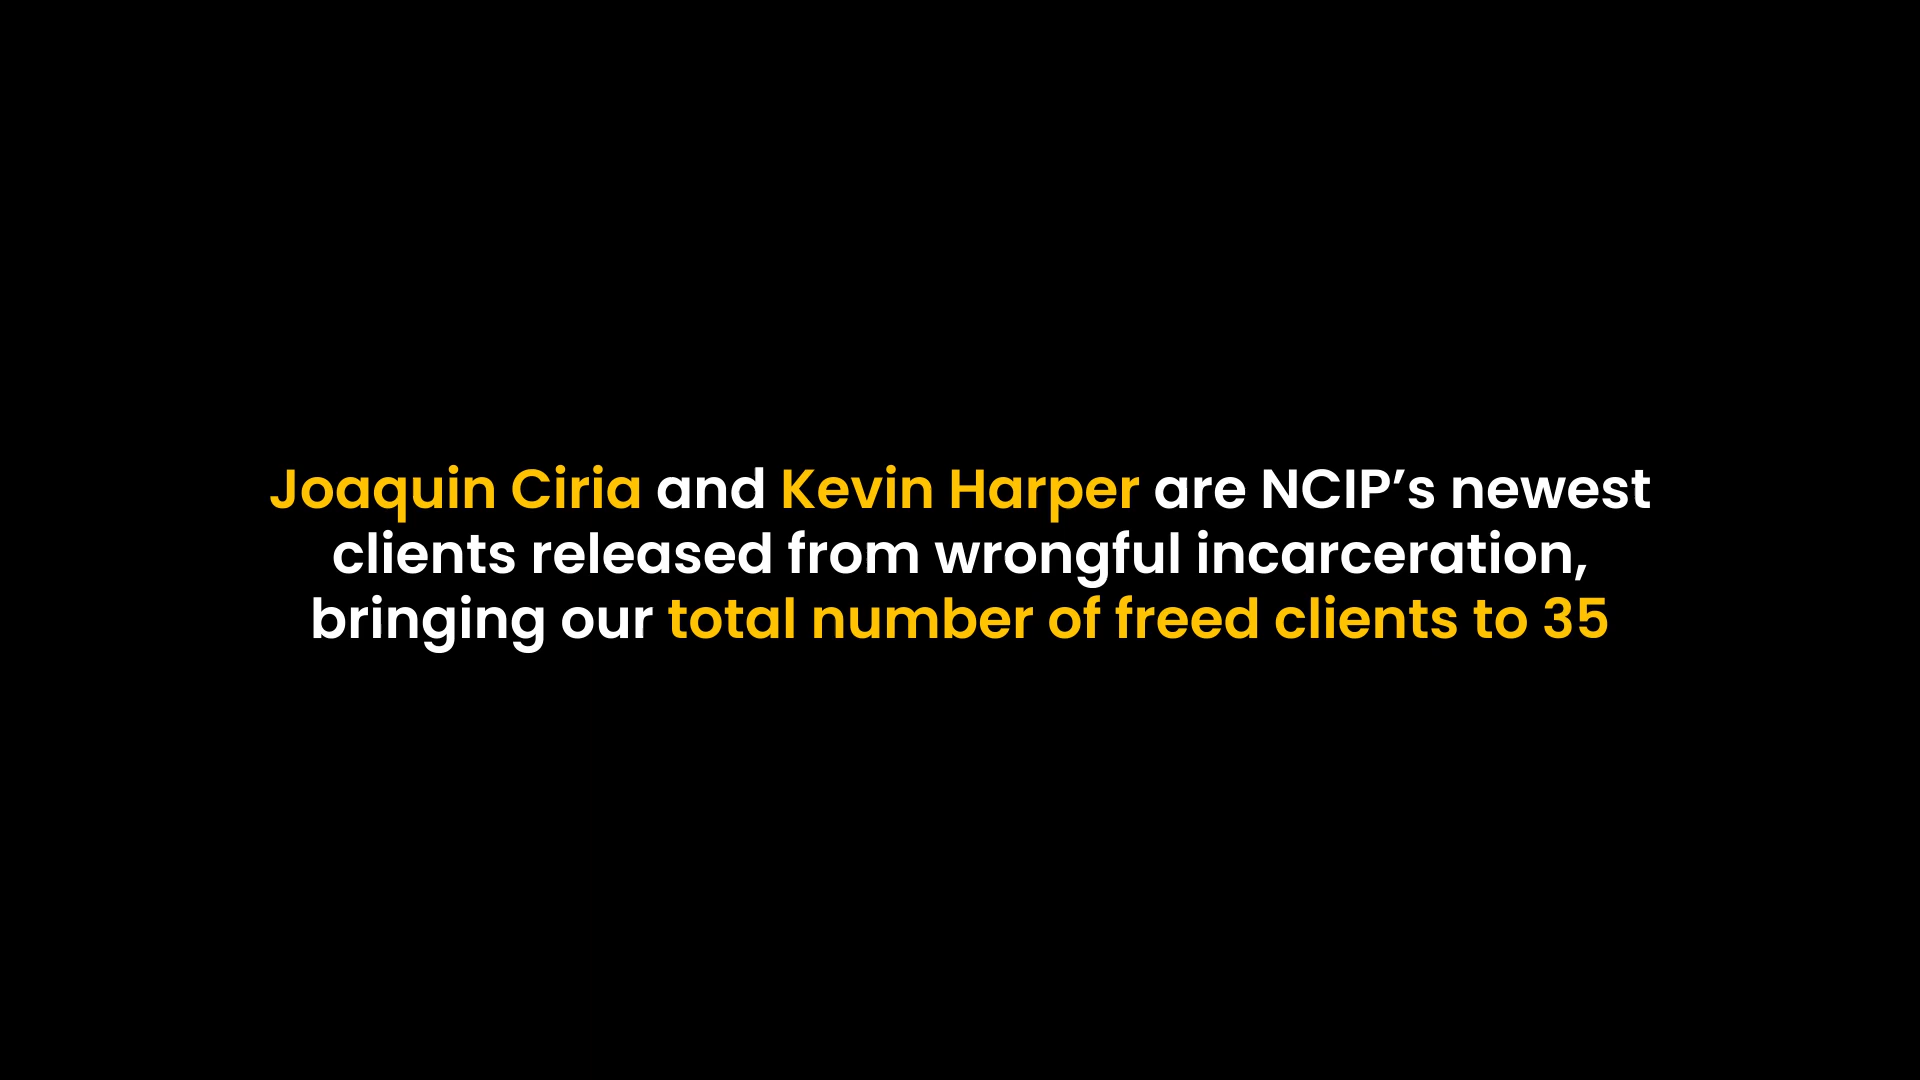 Joaquin Ciria and Kevin Harper are NCIP’s newest
clients released from wrongful incarceration,
bringing our total number of freed clients to 35